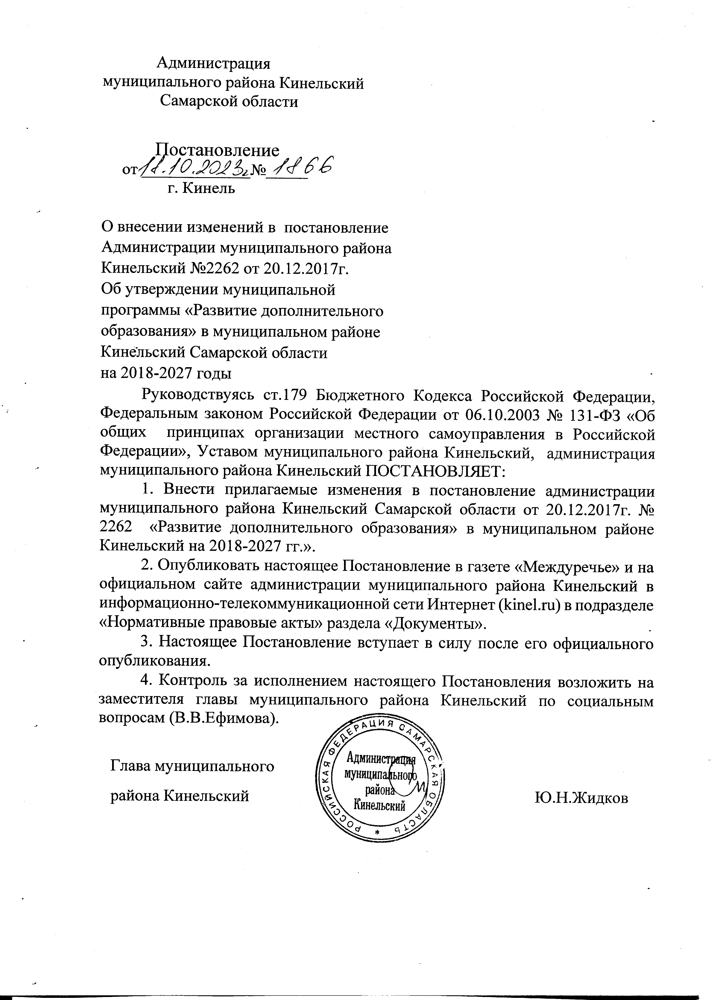 Администрация
муниципального района Кинельский
Самарской области
Постановление
от 18.10.2023г № 1866
г. Кинель
О внесении изменений в постановление
Администрации муниципального района
Кинельский №2262 от 20.12.2017г.
Об утверждении муниципальной
программы «Развитие дополнительного
образования» в муниципальном районе
Кинельский Самарской области
на 2018-2027 годы
Руководствуясь ст.179 Бюджетного Кодекса Российской Федерации,
Федеральным законом Российской Федерации от 06.10.2003 № 131-ФЗ «Об
общих принципах организации местного самоуправления в Российской
Федерации», Уставом муниципального района Кинельский, администрация
муниципального района Кинельский ПОСТАНОВЛЯЕТ:
1. Внести прилагаемые изменения в постановление администрации
муниципального района Кинельский Самарской области от 20.12.2017г. №
2262 «Развитие дополнительного образования» в муниципальном районе
Кинельский на 2018-2027 гг.».
2. Опубликовать настоящее Постановление в газете «Междуречье» и на
официальном сайте администрации муниципального района Кинельский в
информационно-телекоммуникационной сети Интернет (kinel.ru) в подразделе
«Нормативные правовые акты» раздела «Документы».
3. Настоящее Постановление вступает в силу после его официального
опубликования.
4. Контроль за исполнением настоящего Постановления возложить на
заместителя главы муниципального района Кинельский по социальным
вопросам (В.В.Ефимова).
Глава муниципального
района Кинельский
РОССИЙСКАЯ ФЕДЕРАЦИЯ САМАРСКАЯ ОБЛАСТЬ *
Администрация
муниципального
района
Кинельский
Ю.Н.Жидков